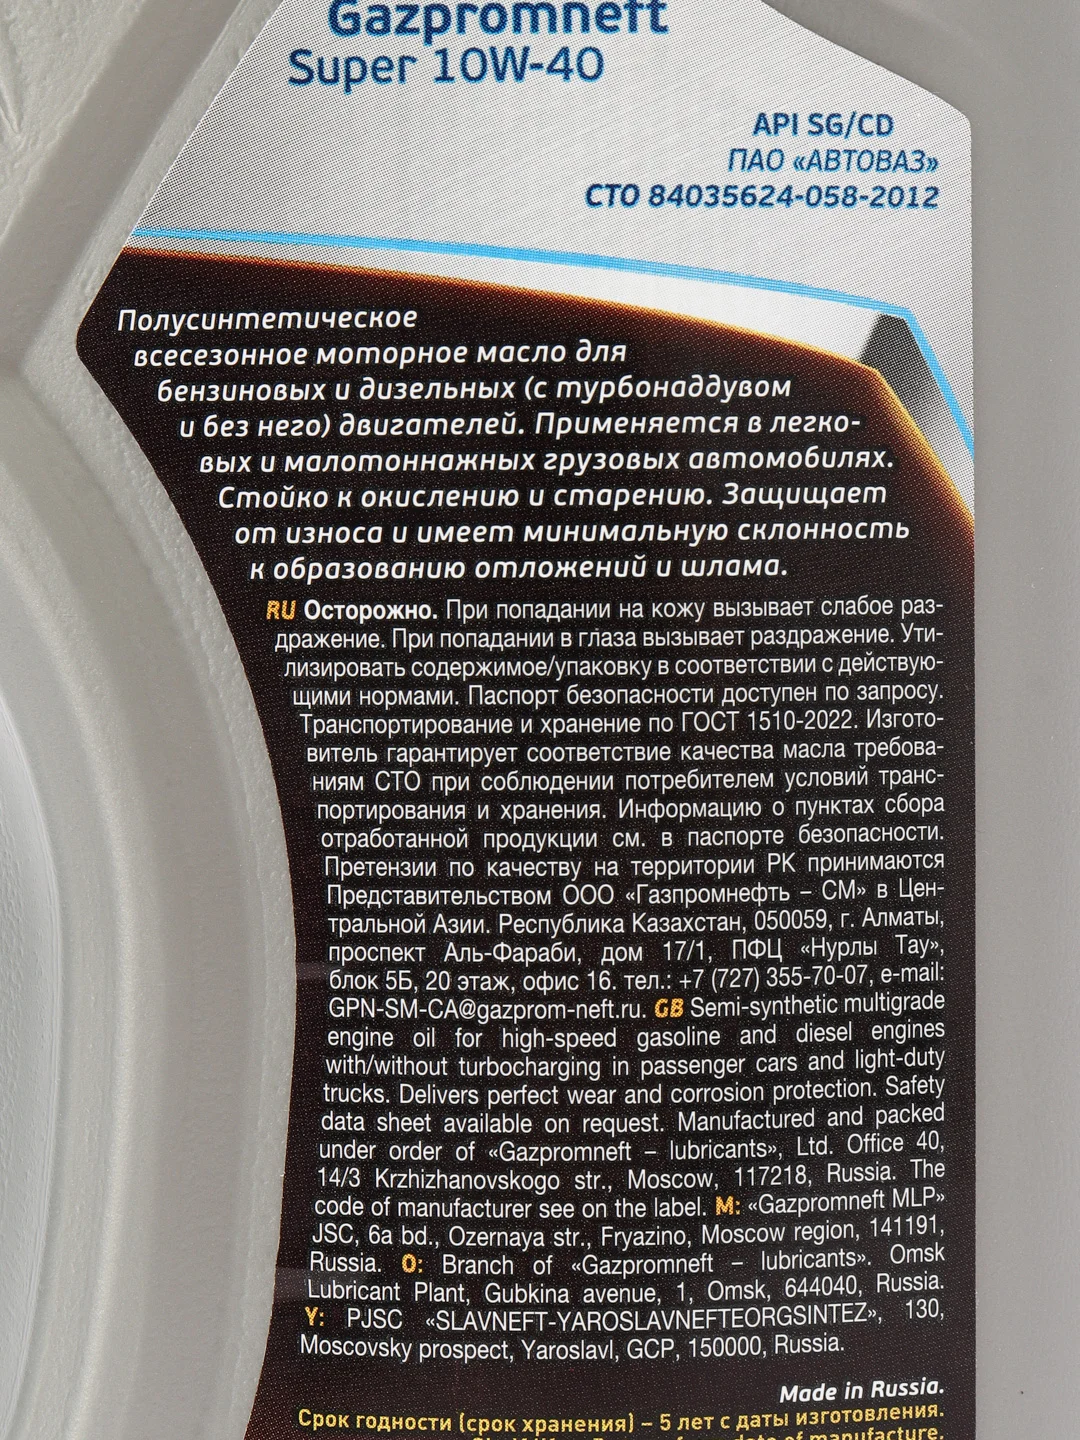 Gazpromneft
Super 10W-40
API SG/CD
ПАО «АВТОВАЗ»
СТО 84035624-058-2012
Полусинтетическое
всесезонное моторное масло для
бензиновых и дизельных (с турбонаддувом
и без него) двигателей. Применяется в легко-
вых и малотоннажных грузовых автомобилях.
Стойко к окислению и старению. Защищает
от износа и имеет минимальную склонность
к образованию отложений и шлама.
RU Осторожно. При попадании на кожу вызывает слабое раз-
дражение. При попадании в глаза вызывает раздражение. Ути-
лизировать содержимое/упаковку в соответствии с действую-
щими нормами. Паспорт безопасности доступен по запросу.
Транспортирование и хранение по ГОСТ 1510-2022. Изгото-
витель гарантирует соответствие качества масла требова-
ниям СТО при соблюдении потребителем условий транс-
портирования и хранения. Информацию о пунктах сбора
отработанной продукции см. в паспорте безопасности.
Претензии по качеству на территории РК принимаются
Представительством ООО «Газпромнефть – СМ» в Цен-
тральной Азии. Республика Казахстан, 050059, г. Алматы,
проспект Аль-Фараби, дом 17/1, ПФЦ «Нурлы Тау»,
блок 5Б, 20 этаж, офис 16. тел.: +7 (727) 355-70-07, e-mail:
GPN-SM-CA@gazprom-neft.ru. GB Semi-synthetic multigrade
engine oil for high-speed gasoline and diesel engines
with/without turbocharging in passenger cars and light-duty
trucks. Delivers perfect wear and corrosion protection. Safety
data sheet available on request. Manufactured and packed
under order of «Gazpromneft – lubricants», Ltd. Office 40,
14/3 Krzhizhanovskogo str., Moscow, 117218, Russia. The
code of manufacturer see on the label. M: «Gazpromneft MLP»
JSC, 6a bd., Ozernaya str., Fryazino, Moscow region, 141191,
Russia. O: Branch of «Gazpromneft – lubricants». Omsk
Lubricant Plant, Gubkina avenue, 1, Omsk, 644040, Russia.
Y: PJSC «SLAVNEFT-YAROSLAVNEFTEORGSINTEZ», 130,
Moscovsky prospect, Yaroslavl, GCP, 150000, Russia.
Made in Russia.
Срок годности (срок хранения) – 5 лет с даты изготовления.
date of manufacture.